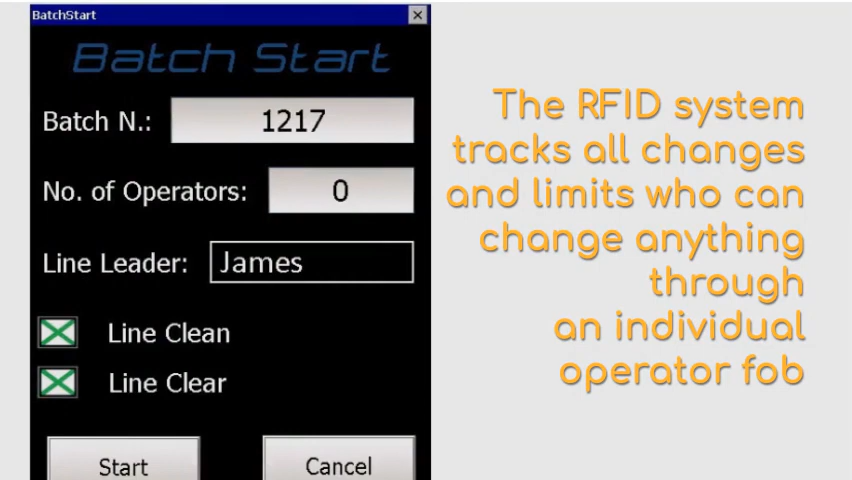 BatchStart
Batch Start
Batch N.: 1217
No. of Operators: 0
Line Leader: James
Line Clean
Line Clear
Start Cancel
The RFID system
tracks all changes
and limits who can
change anything
through
an individual
operator fob